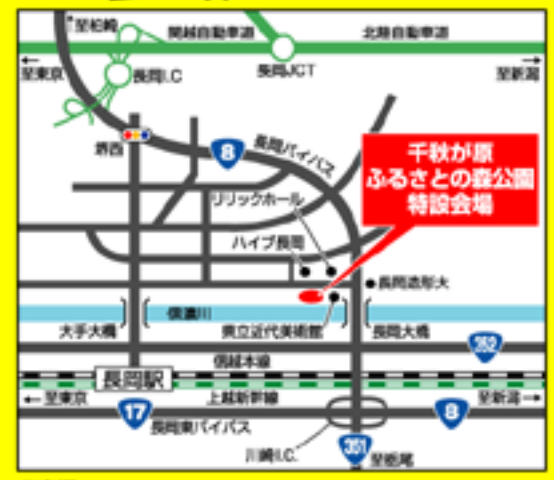 至柏崎
関越自動車道
北陸自動車道
至東京
長岡I.C
長岡JCT
至新潟
堺西
8
長岡バイパス
千秋が原
ふるさとの森公園
特設会場
リリックホール
ハイブ長岡
長岡造形大
信濃川
大手大橋
県立近代美術館
長岡大橋
352
信越本線
長岡駅
至東京
上越新幹線
至新潟
17
8
長岡東バイパス
川崎I.C.
351
至栃尾